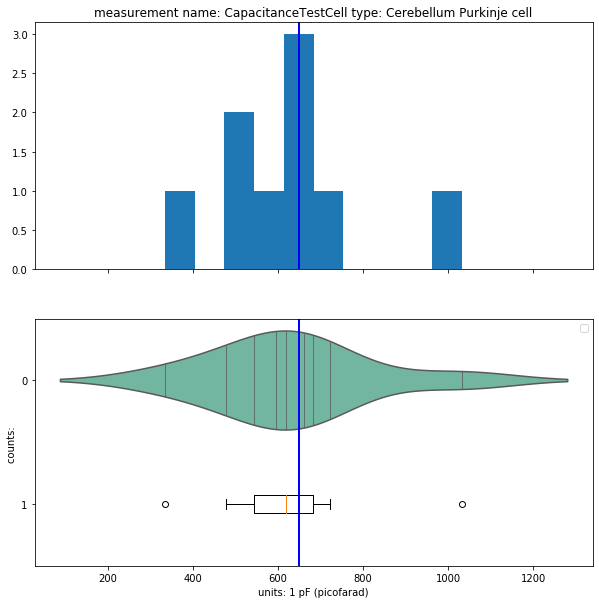 measurement name: CapacitanceTestCell type: Cerebellum Purkinje cell
3.0
2.5
2.0
1.5
1.0
0.5
0.0
0
counts:
1
200 400 600 800 1000 1200
units: 1 pF (picofarad)